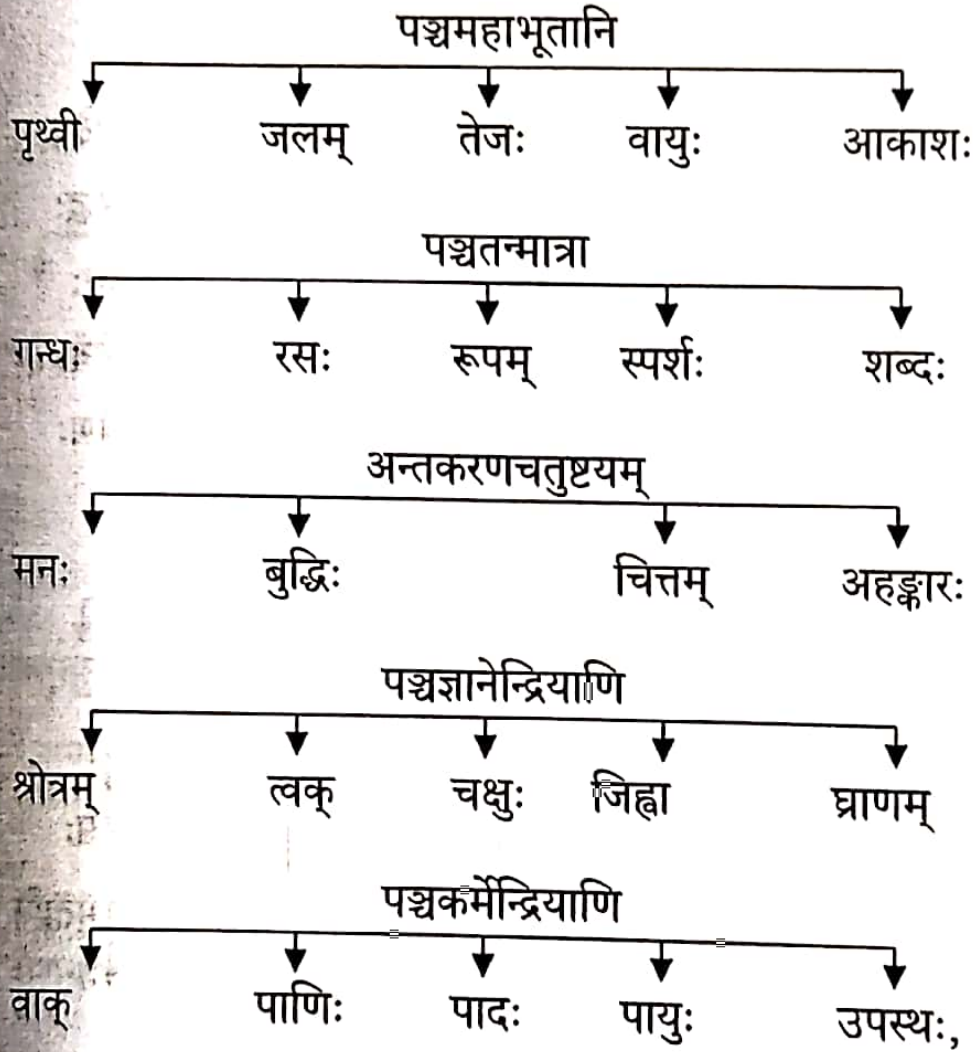 पञ्चमहाभूतानि
पृथ्वी जलम् तेजः वायुः आकाशः
पञ्चतन्मात्रा
गन्धः रसः रूपम् स्पर्शः शब्दः
अन्तकरणचतुष्टयम्
मनः बुद्धिः चित्तम् अहङ्कारः
पञ्चज्ञानेन्द्रियाणि
श्रोत्रम् त्वक् चक्षुः जिह्वा घ्राणम्
पञ्चकर्मेन्द्रियाणि
वाक् पाणिः पादः पायुः उपस्थः,